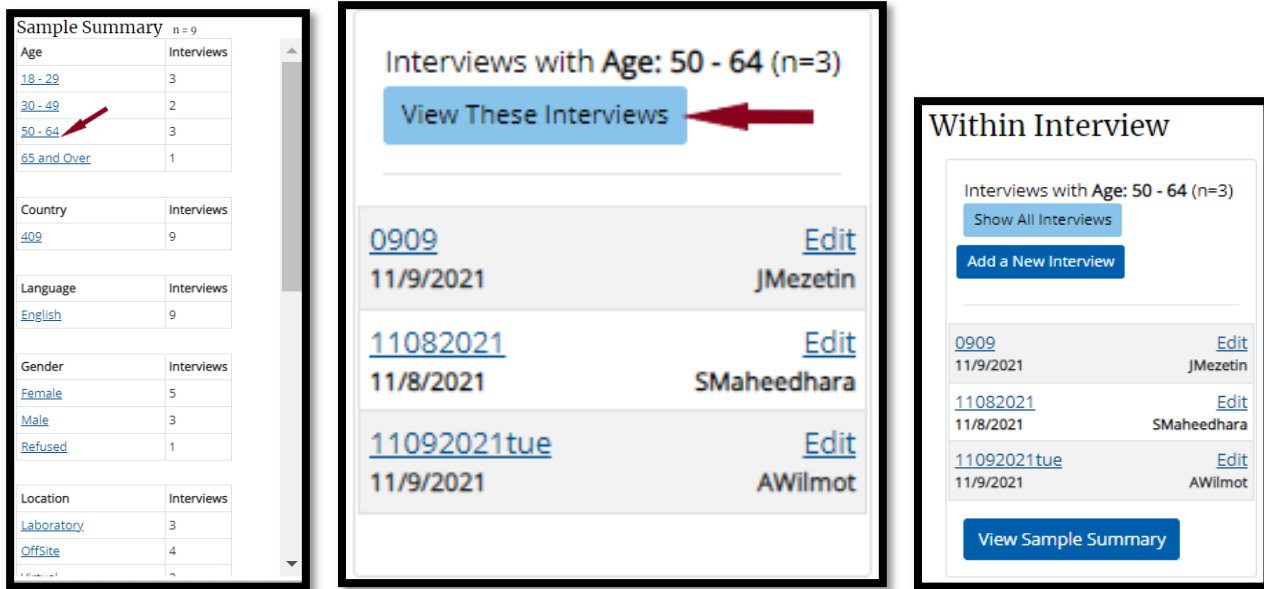 Sample Summary n = 9
Age Interviews
18 - 29 3
30 - 49 2
50 - 64 3
65 and Over 1
Country Interviews
409 9
Language Interviews
English 9
Gender Interviews
Female 5
Male 3
Refused 1
Location Interviews
Laboratory 3
OffSite 4
Interviews with Age: 50 - 64 (n=3)
View These Interviews
0909 Edit
11/9/2021 JMezetin
11082021 Edit
11/8/2021 SMaheedhara
11092021tue Edit
11/9/2021 AWilmot
Within Interview
Interviews with Age: 50 - 64 (n=3)
Show All Interviews
Add a New Interview
0909 Edit
11/9/2021 JMezetin
11082021 Edit
11/8/2021 SMaheedhara
11092021tue Edit
11/9/2021 AWilmot
View Sample Summary